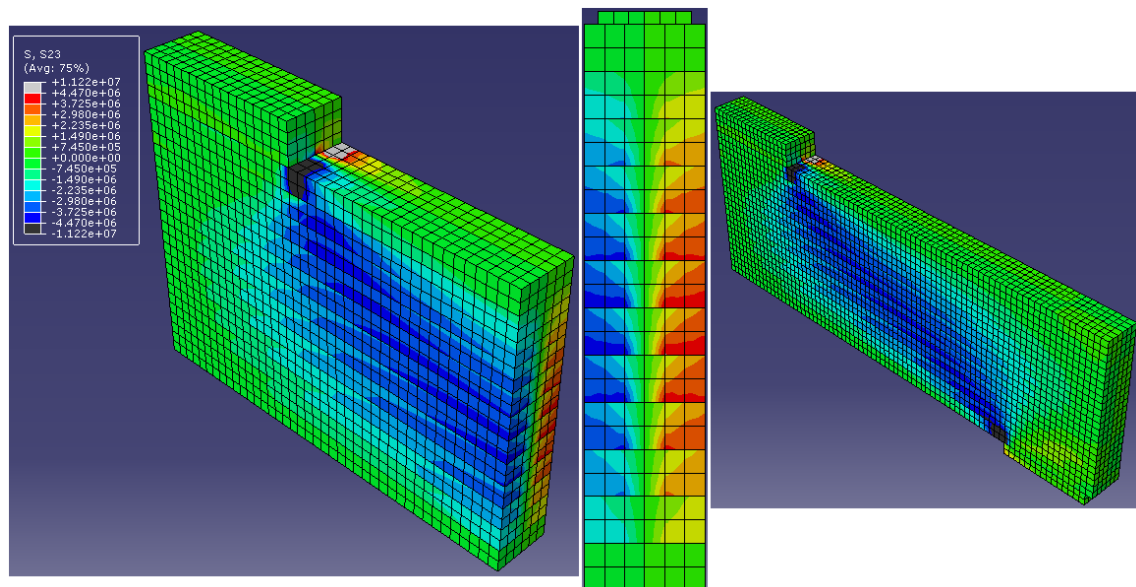 S, S23
(Avg: 75%)
+1.122e+07
+4.470e+06
+3.725e+06
+2.980e+06
+2.235e+06
+1.490e+06
+7.450e+05
+0.000e+00
-7.450e+05
-1.490e+06
-2.235e+06
-2.980e+06
-3.725e+06
-4.470e+06
-1.122e+07